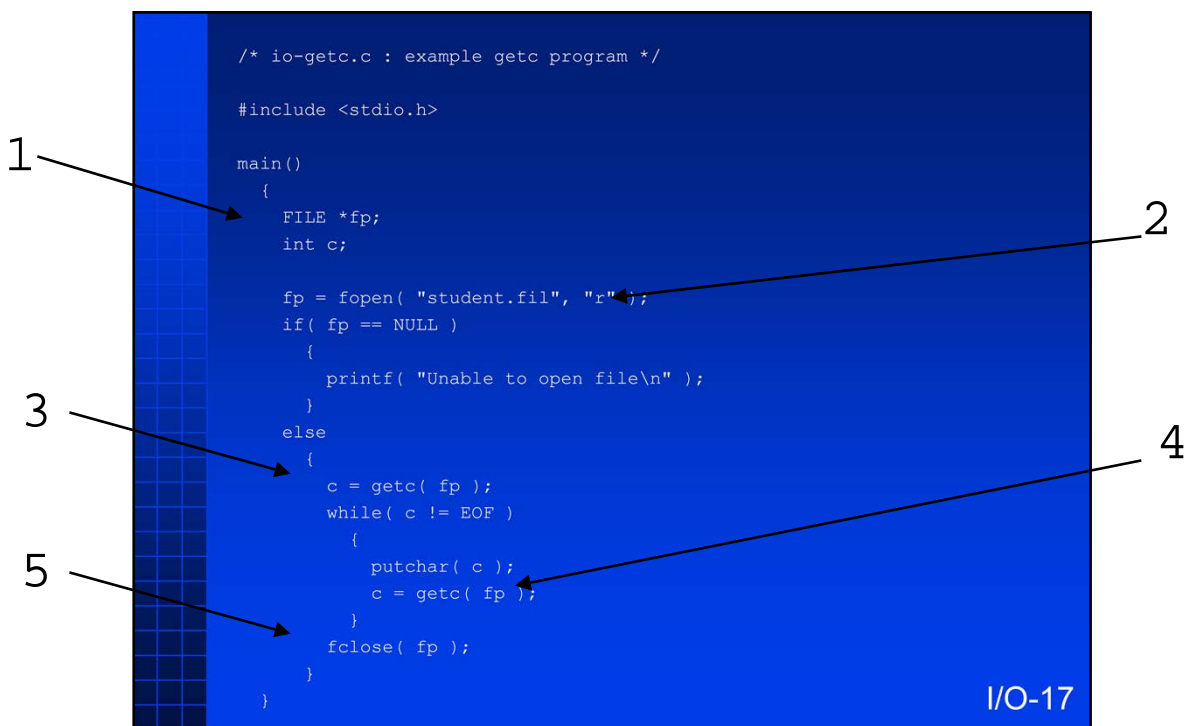 /* io-getc.c : example getc program */
#include <stdio.h>
1
main()
{
FILE *fp;
int c;
2
fp = fopen( "student.fil", "r" );
if( fp == NULL )
{
printf( "Unable to open file\n" );
}
3
else
{
4
c = getc( fp );
while( c != EOF )
{
5
putchar( c );
c = getc( fp );
}
fclose( fp );
}
}
I/O-17